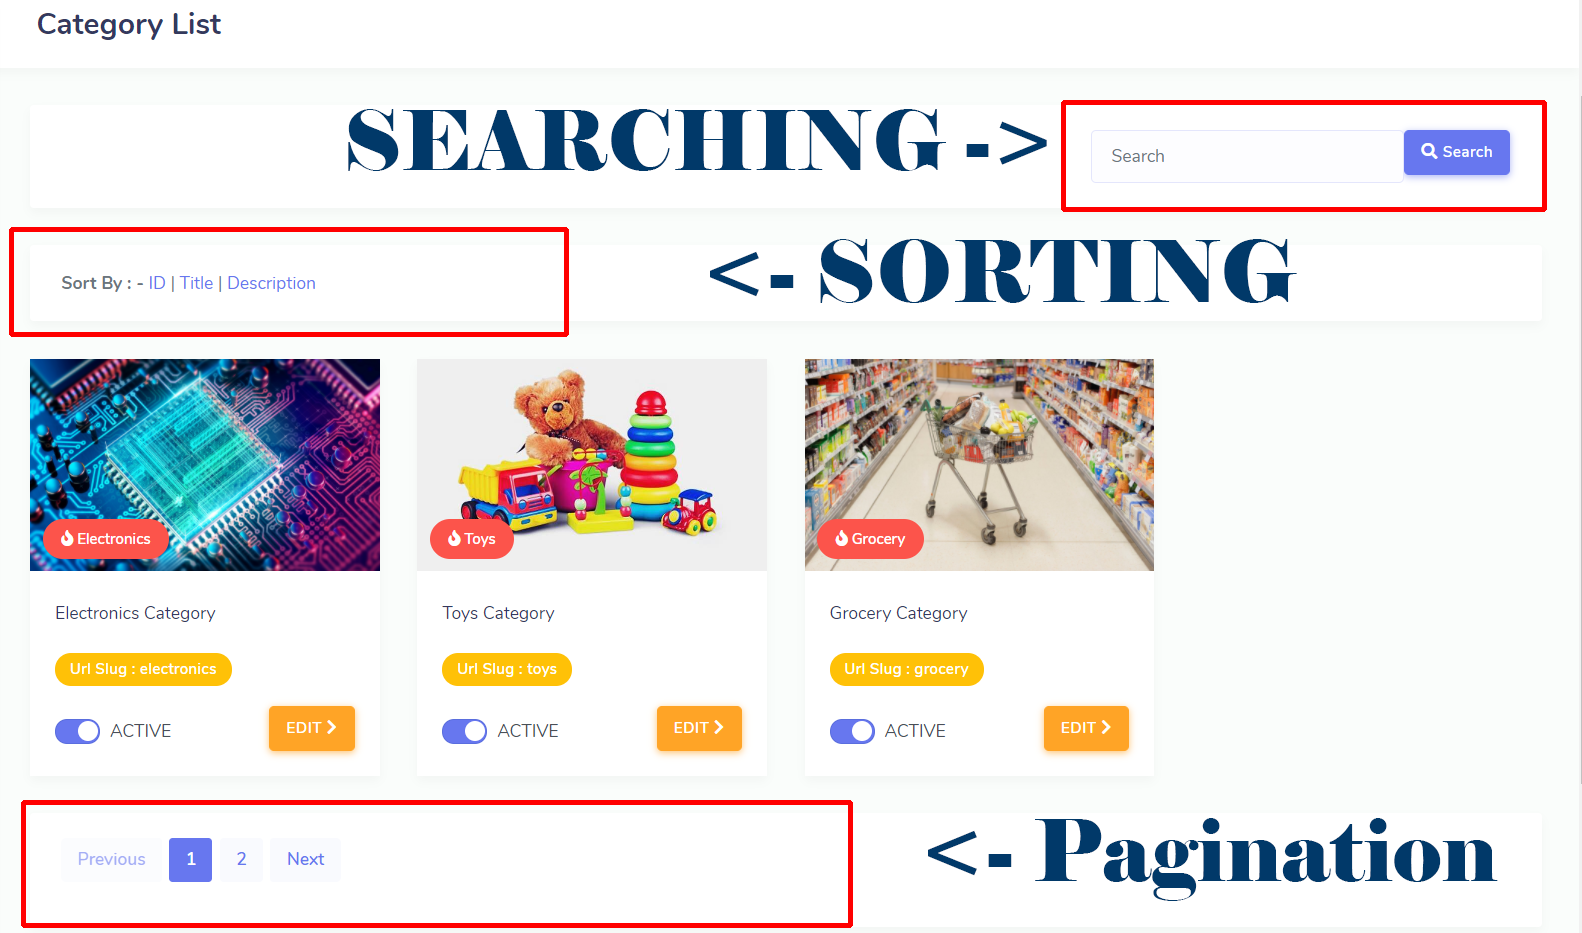 Category List
SEARCHING ->
Search
Search
Sort By : - ID | Title | Description
<- SORTING
Electronics
Toys
Grocery
Electronics Category
Toys Category
Grocery Category
Url Slug : electronics
Url Slug : toys
Url Slug : grocery
ACTIVE
EDIT
ACTIVE
EDIT
ACTIVE
EDIT
Previous 1 2 Next
<- Pagination